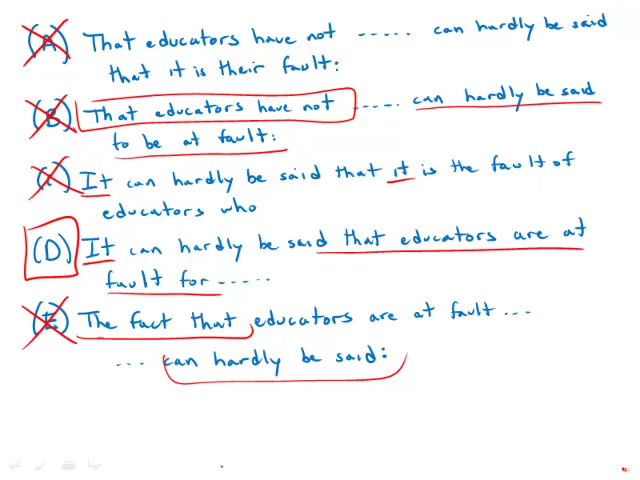 (A) That educators have not ..... can hardly be said
that it is their fault:
(B) That educators have not ..... can hardly be said
to be at fault:
(C) It can hardly be said that it is the fault of
educators who
(D) It can hardly be said that educators are at
fault for .....
(E) The fact that educators are at fault ...
... can hardly be said: